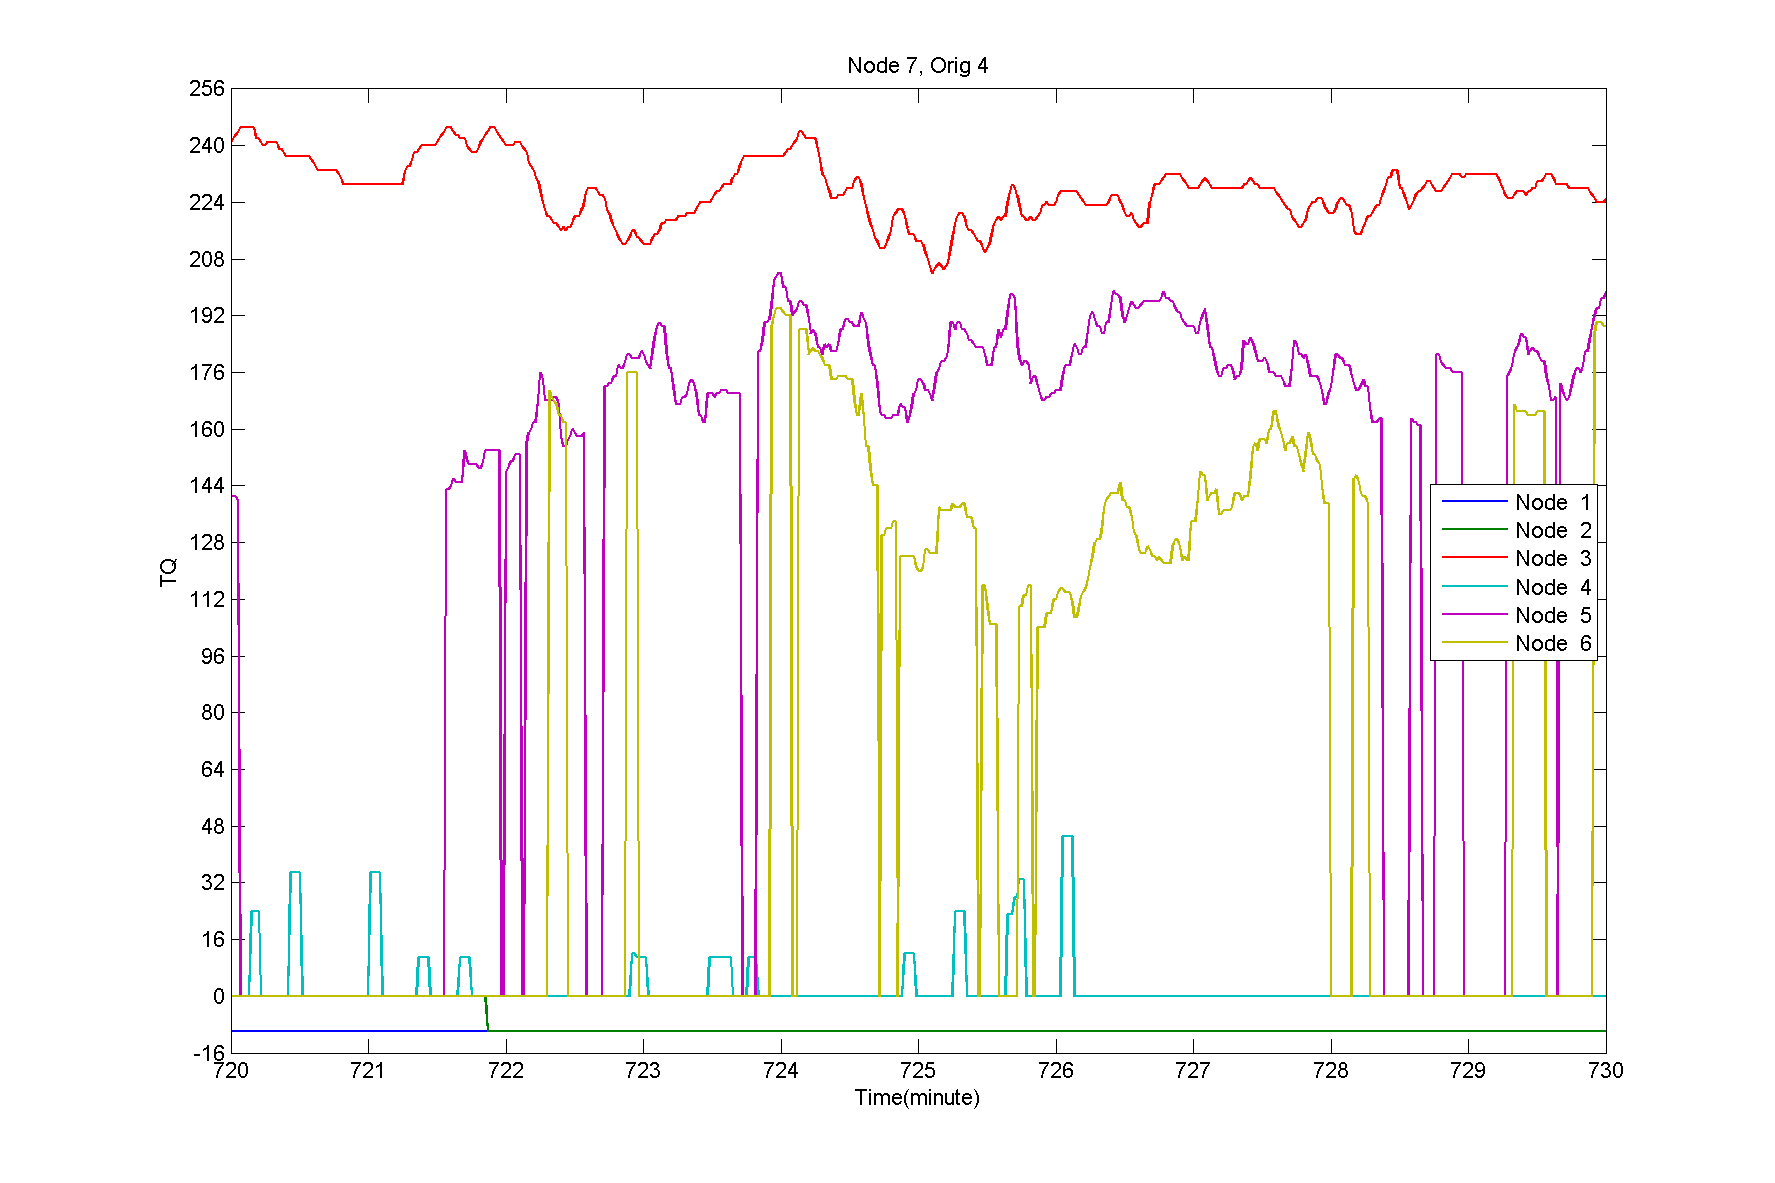 Node 7, Orig 4
256
240
224
208
192
176
160
144
128
112
96
80
64
48
32
16
0
-16
TQ
Node 1
Node 2
Node 3
Node 4
Node 5
Node 6
720 721 722 723 724 725 726 727 728 729 730
Time(minute)